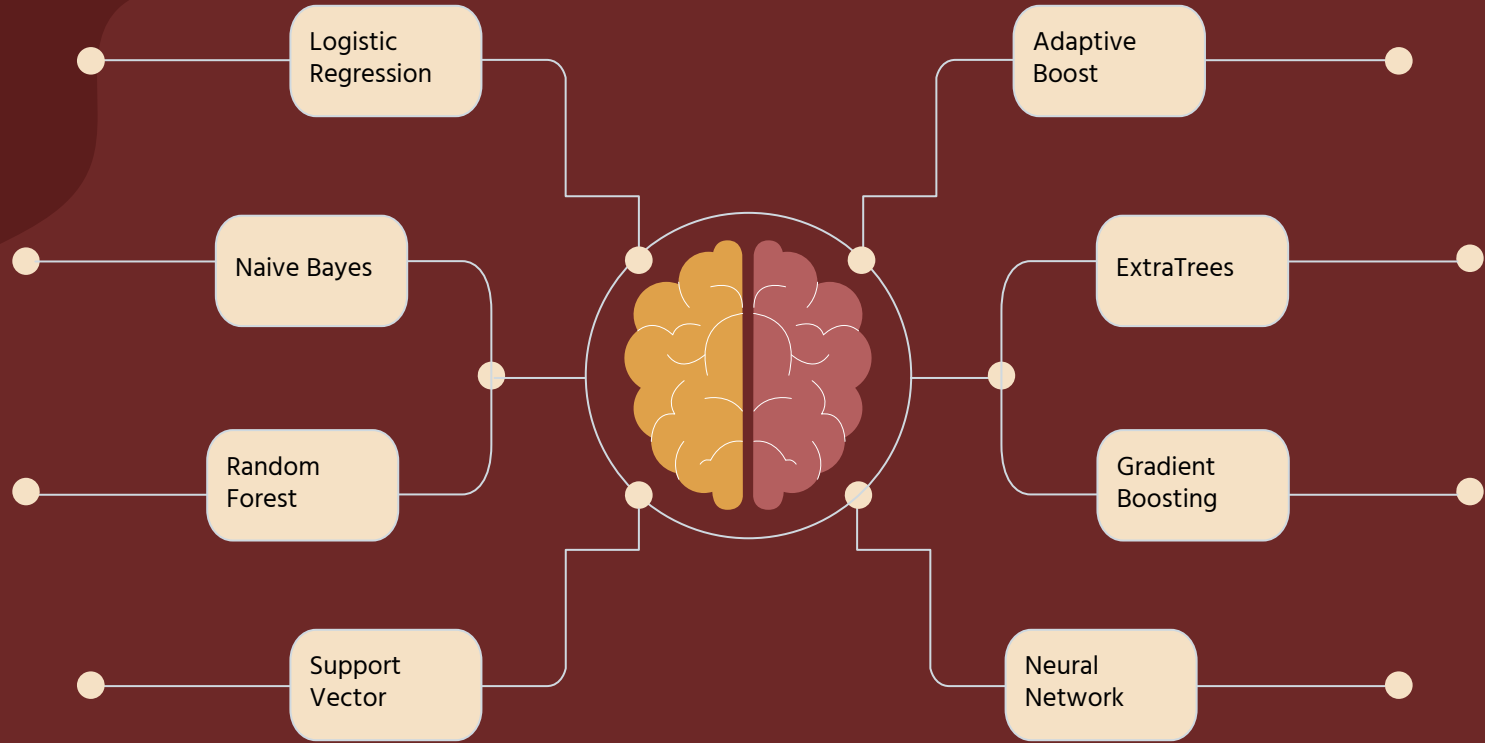 Logistic
Regression
Adaptive
Boost
Naive Bayes
ExtraTrees
Random
Forest
Gradient
Boosting
Support
Vector
Neural
Network